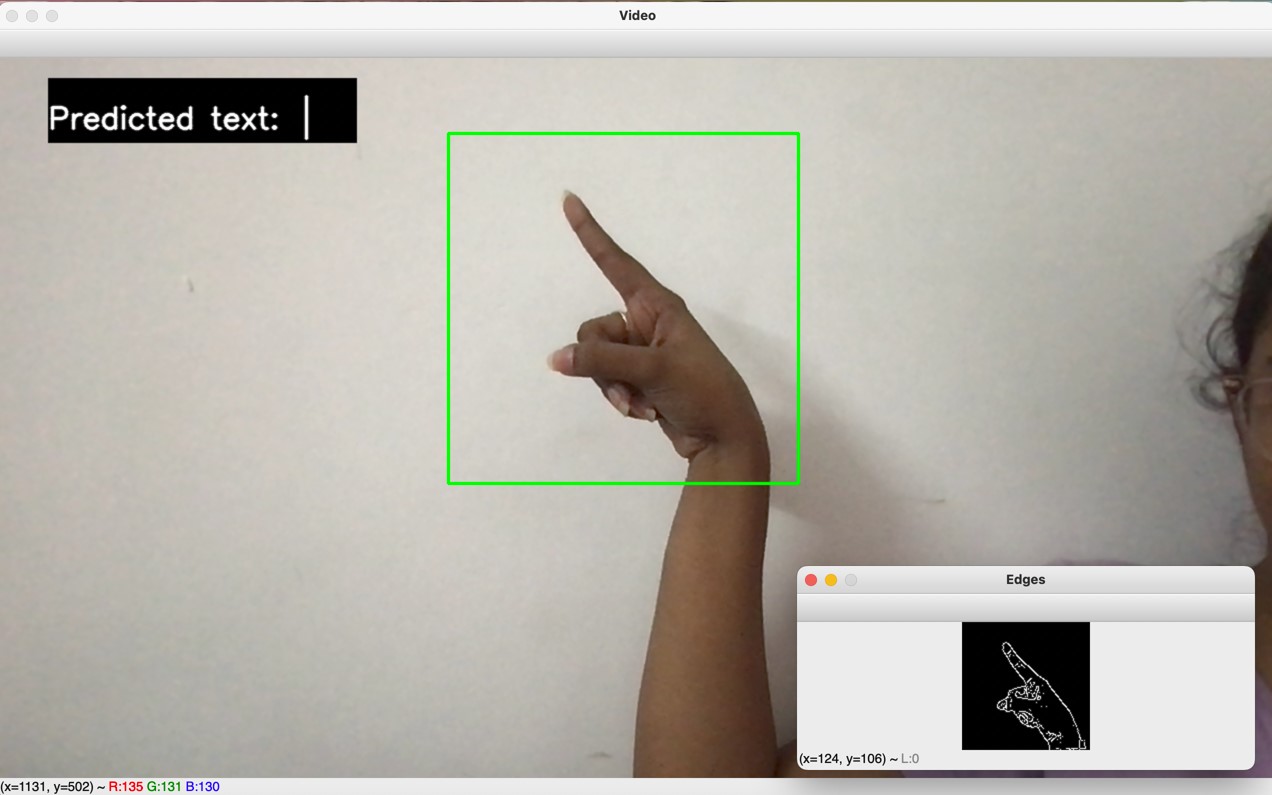 Video
Predicted text: |
Edges
(x=124, y=106) ~ L:0
(x=1131, y=502) ~ R:135 G:131 B:130